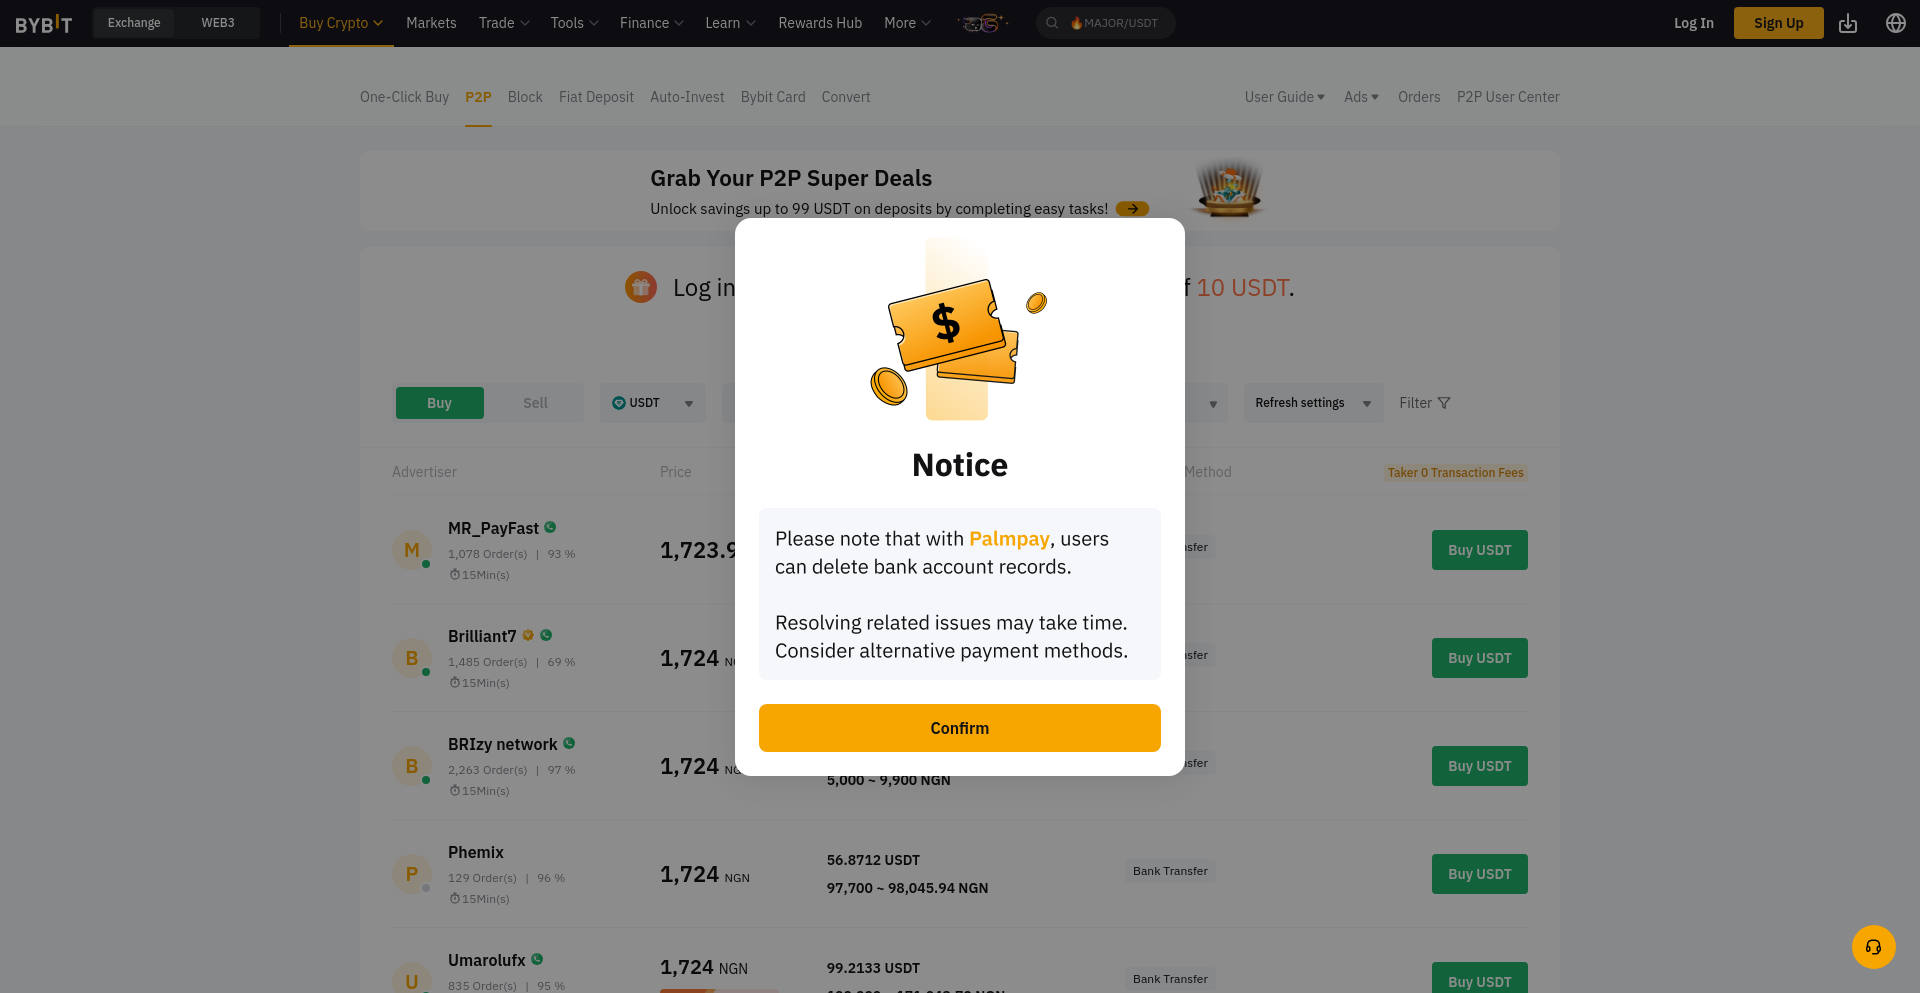 BYBIT
Exchange
WEB3
Buy Crypto
Markets
Trade
Tools
Finance
Learn
Rewards Hub
More
MAJOR/USDT
Log In
Sign Up
One-Click Buy
P2P
Block
Fiat Deposit
Auto-Invest
Bybit Card
Convert
User Guide
Ads
Orders
P2P User Center
Grab Your P2P Super Deals
Unlock savings up to 99 USDT on deposits by completing easy tasks!
Log in
10 USDT.
Buy
Sell
USDT
Refresh settings
Filter
Advertiser
Price
Method
Taker 0 Transaction Fees
M
MR_PayFast
1,078 Order(s) | 93 %
15Min(s)
1,723.9
Buy USDT
B
Brilliant7
1,485 Order(s) | 69 %
15Min(s)
1,724
Buy USDT
B
BRIzy network
2,263 Order(s) | 97 %
15Min(s)
1,724
5,000 ~ 9,900 NGN
Buy USDT
P
Phemix
129 Order(s) | 96 %
15Min(s)
1,724 NGN
56.8712 USDT
97,700 ~ 98,045.94 NGN
Bank Transfer
Buy USDT
U
Umarolufx
835 Order(s) | 95 %
1,724 NGN
99.2133 USDT
Bank Transfer
Buy USDT
$
Notice
Please note that with Palmpay, users
can delete bank account records.
Resolving related issues may take time.
Consider alternative payment methods.
Confirm